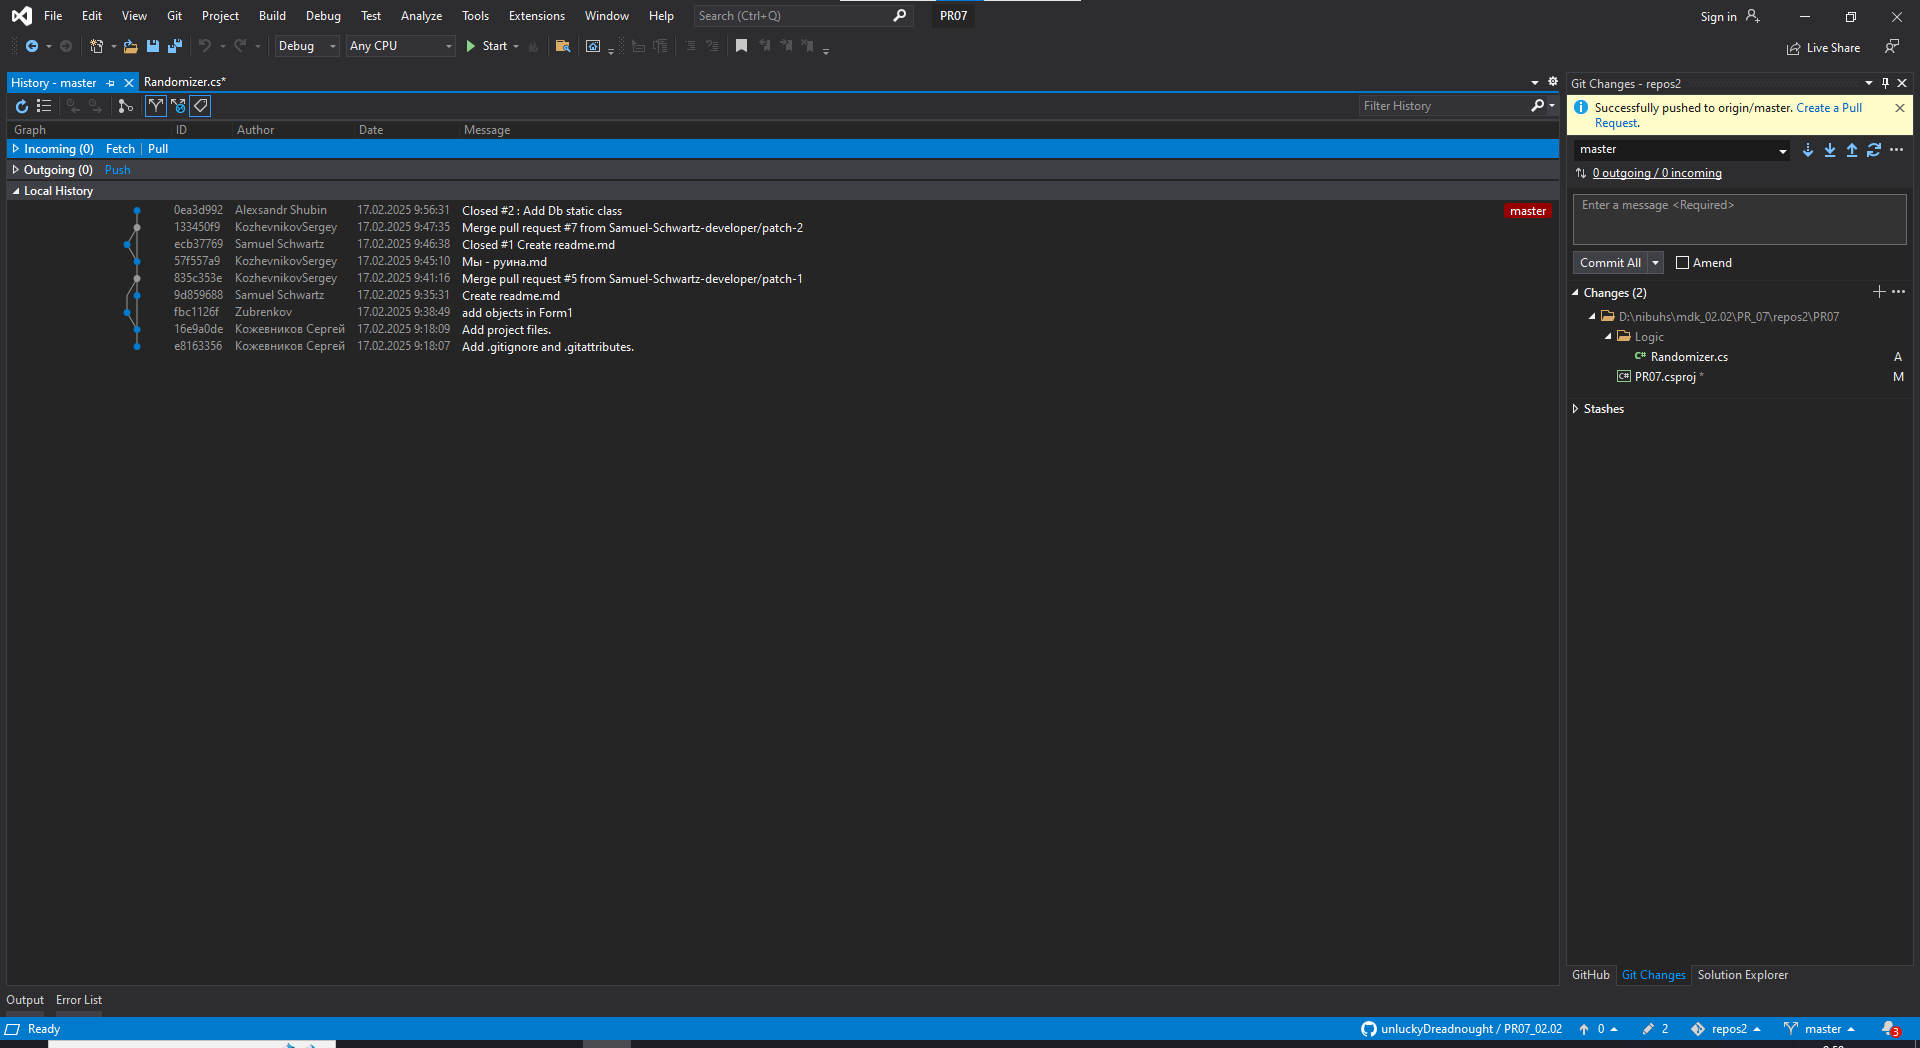 File Edit View Git Project Build Debug Test Analyze Tools Extensions Window Help Search (Ctrl+Q) PR07 Sign in
Debug Any CPU Start Live Share
History - master Randomizer.cs*
Filter History
Graph ID Author Date Message
Incoming (0) Fetch | Pull
Outgoing (0) Push
Local History
0ea3d992 Alexsandr Shubin 17.02.2025 9:56:31 Closed #2 : Add Db static class master
133450f9 KozhevnikovSergey 17.02.2025 9:47:35 Merge pull request #7 from Samuel-Schwartz-developer/patch-2
ecb37769 Samuel Schwartz 17.02.2025 9:46:38 Closed #1 Create readme.md
57f557a9 KozhevnikovSergey 17.02.2025 9:45:10 Мы - руина.md
835c353e KozhevnikovSergey 17.02.2025 9:41:16 Merge pull request #5 from Samuel-Schwartz-developer/patch-1
9d859688 Samuel Schwartz 17.02.2025 9:35:31 Create readme.md
fbc1126f Zubrenkov 17.02.2025 9:38:49 add objects in Form1
16e9a0de Кожевников Сергей 17.02.2025 9:18:09 Add project files.
e8163356 Кожевников Сергей 17.02.2025 9:18:07 Add .gitignore and .gitattributes.
Git Changes - repos2
Successfully pushed to origin/master. Create a Pull
Request.
master
0 outgoing / 0 incoming
Enter a message <Required>
Commit All Amend
Changes (2)
D:\nibuhs\mdk_02.02\PR_07\repos2\PR07
Logic
Randomizer.cs A
PR07.csproj * M
Stashes
GitHub Git Changes Solution Explorer
Output Error List
Ready unluckyDreadnought / PR07_02.02 0 2 repos2 master 3